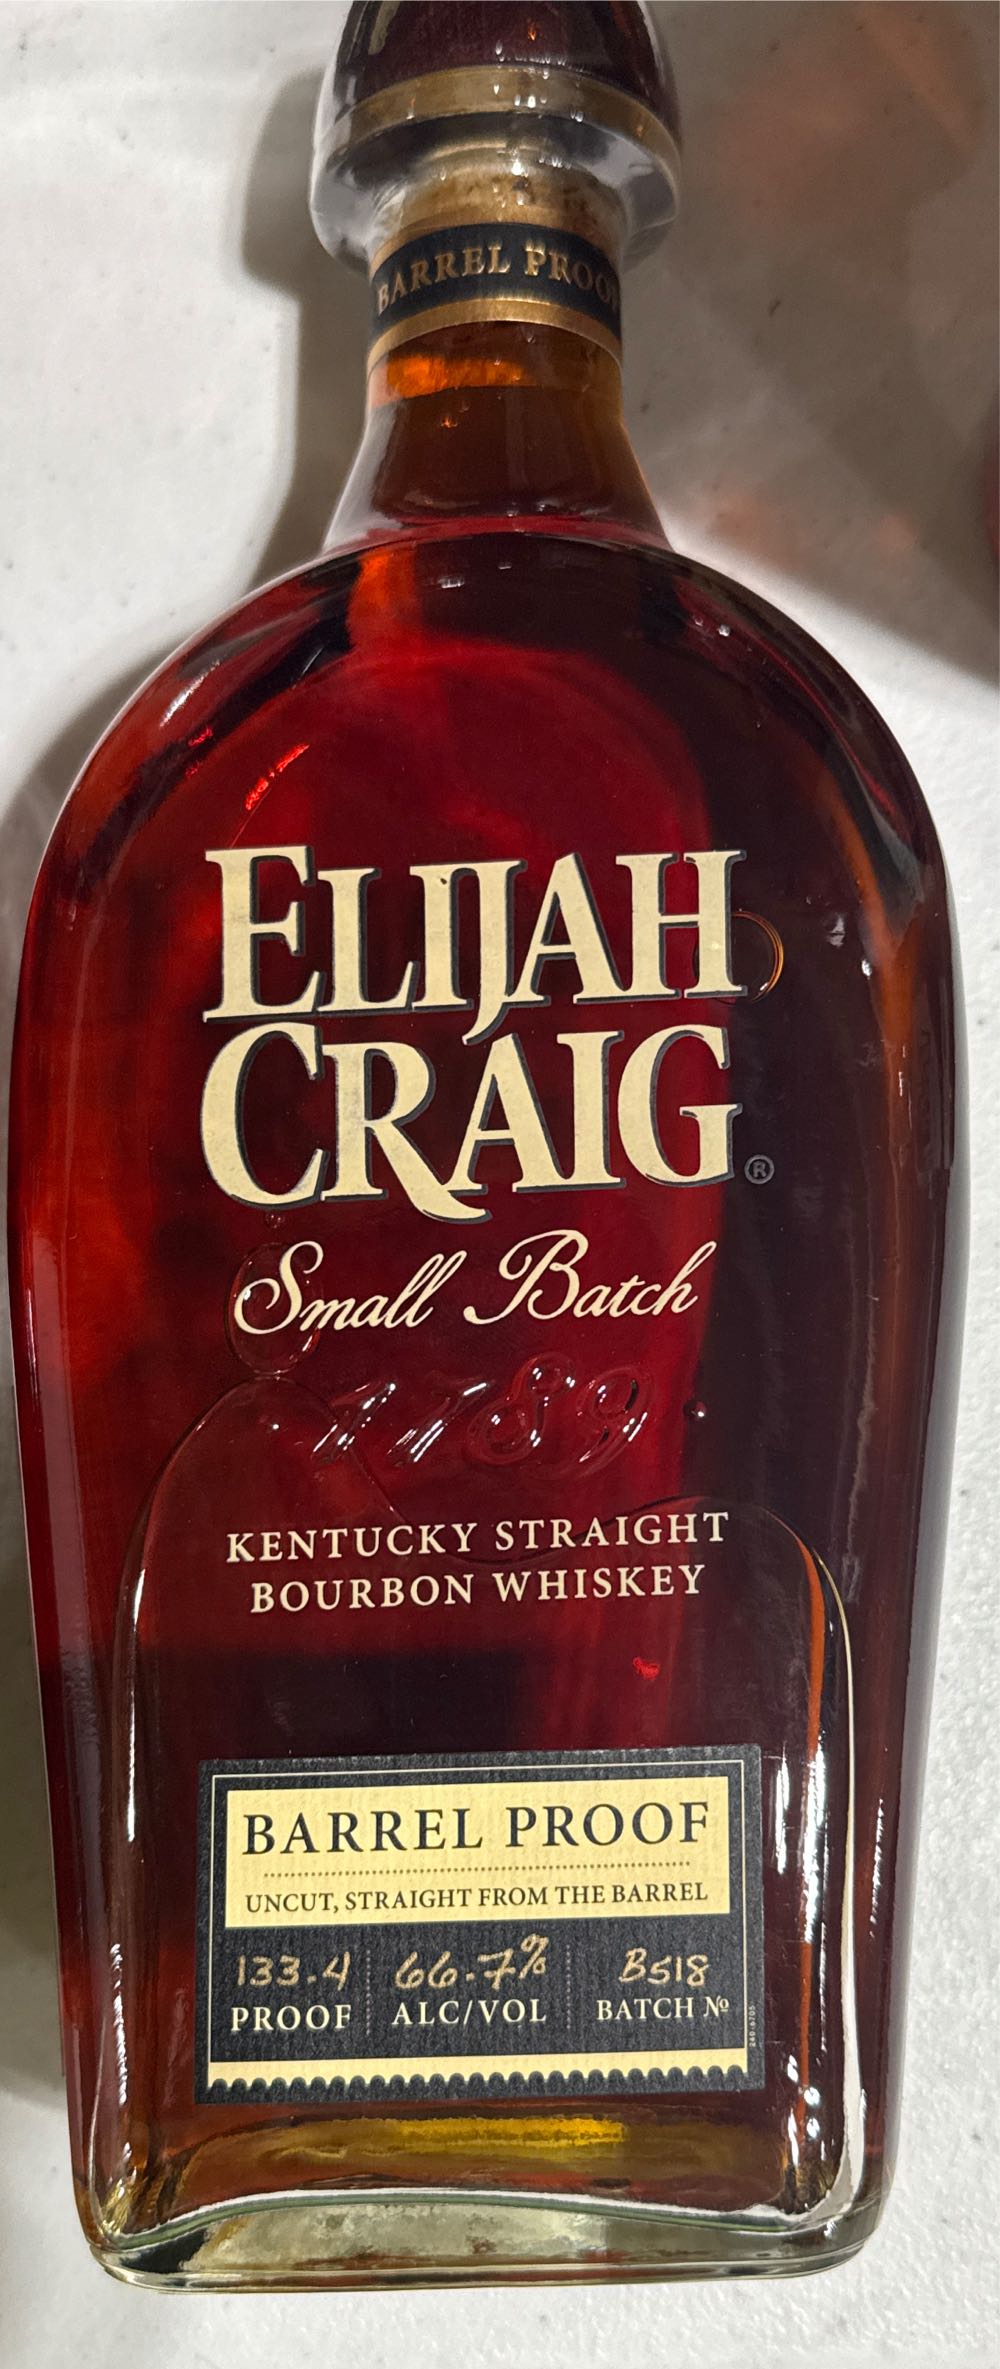 BARREL PROOF
ELIJAH
CRAIG®
Small Batch
1789
KENTUCKY STRAIGHT
BOURBON WHISKEY
BARREL PROOF
UNCUT, STRAIGHT FROM THE BARREL
133.4 66.7% B518
PROOF ALC/VOL BATCH №